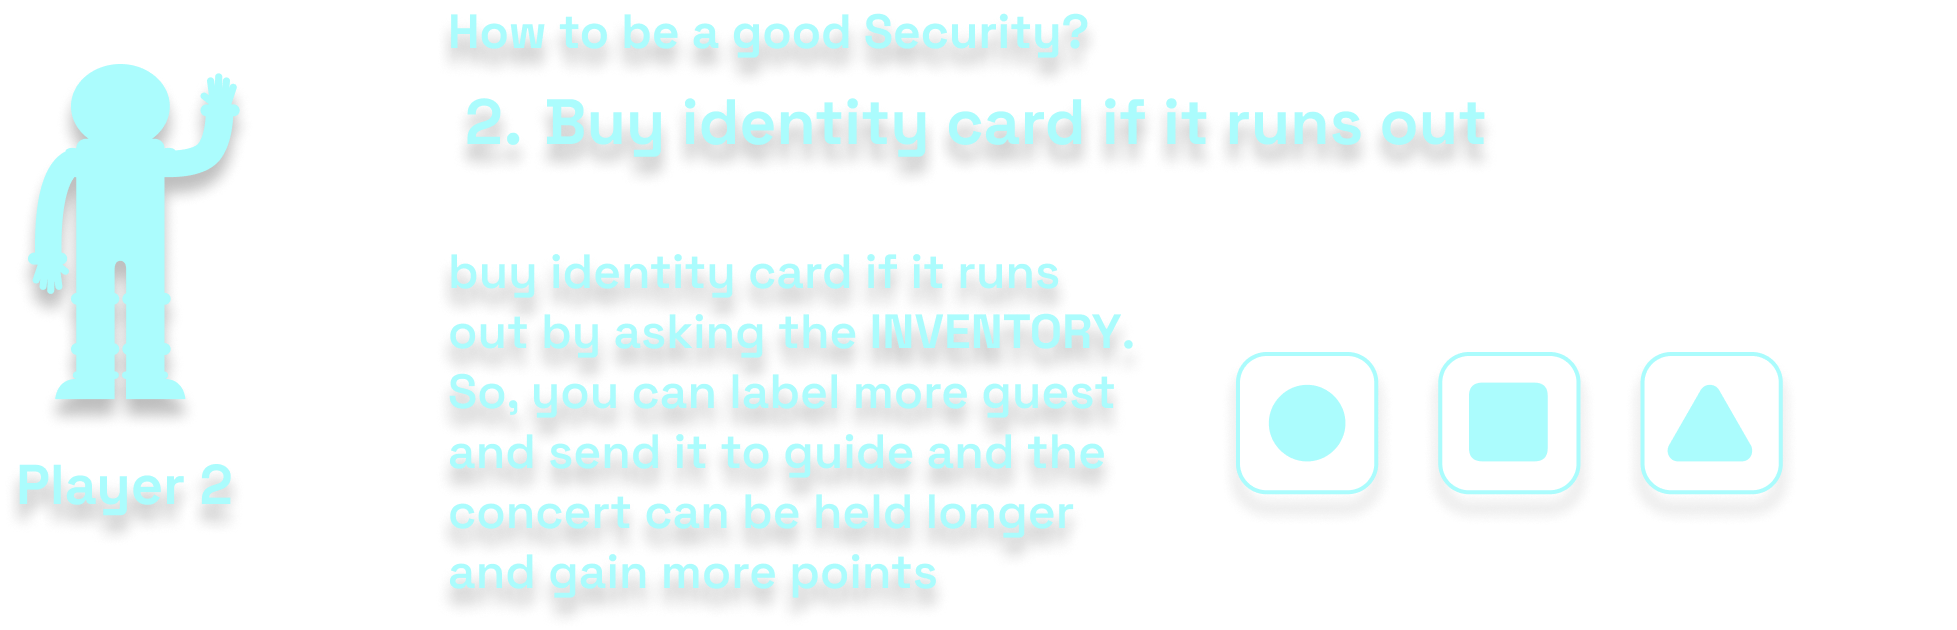 How to be a good Security?
2. Buy identity card if it runs out
buy identity card if it runs
out by asking the INVENTORY.
So, you can label more guest
and send it to guide and the
concert can be held longer
and gain more points
Player 2